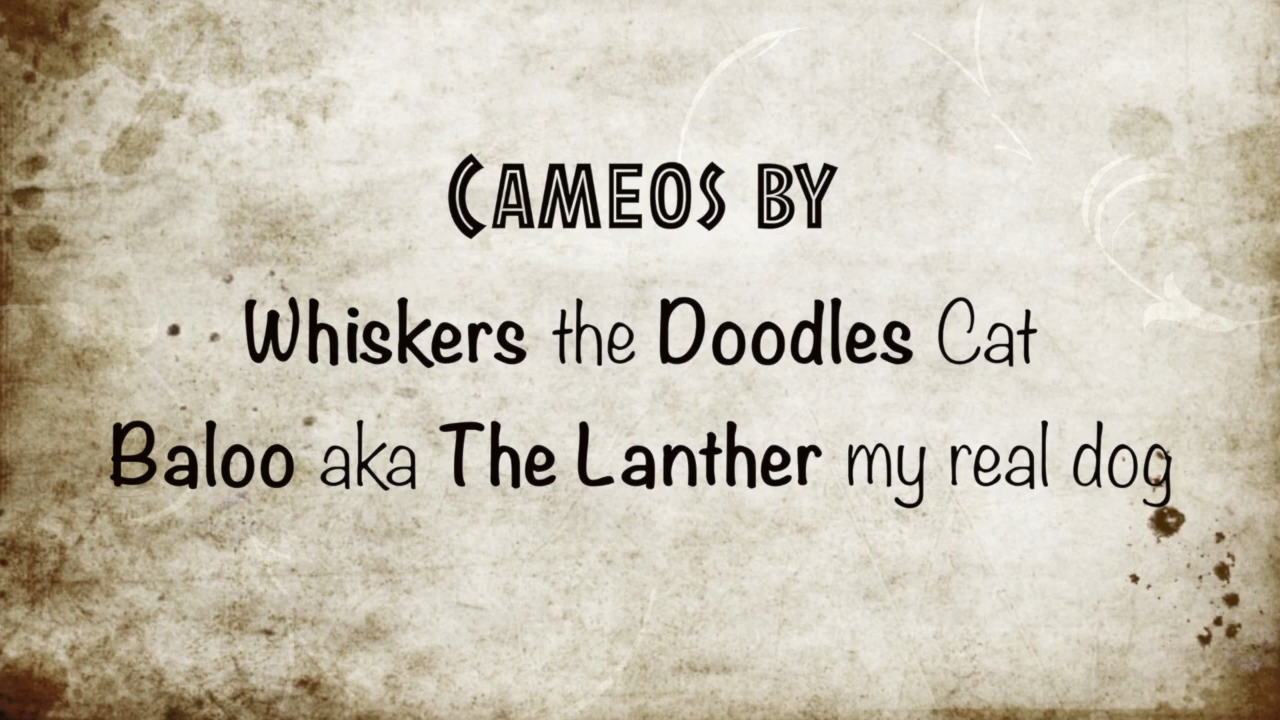 Cameos by
Whiskers the Doodles Cat
Baloo aka The Lanther my real dog